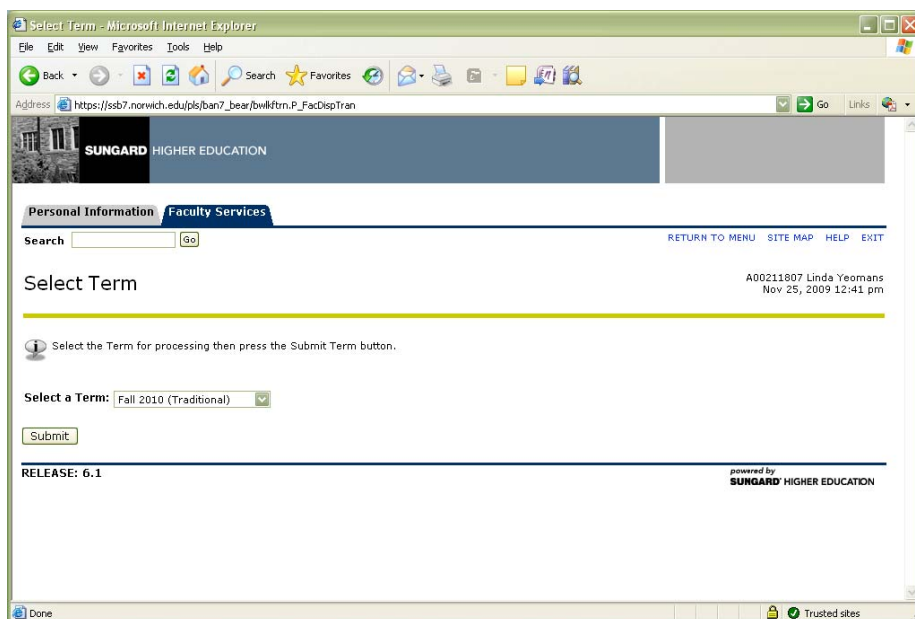 Select Term - Microsoft Internet Explorer
File Edit View Favorites Tools Help
Back Search Favorites
Address https://ssb7.norwich.edu/pls/ban7_bear/bwlkftrn.P_FacDispTran Go Links
SUNGARD HIGHER EDUCATION
Personal Information Faculty Services
Search Go RETURN TO MENU SITE MAP HELP EXIT
Select Term
A00211807 Linda Yeomans
Nov 25, 2009 12:41 pm
Select the Term for processing then press the Submit Term button.
Select a Term: Fall 2010 (Traditional)
Submit
RELEASE: 6.1
powered by
SUNGARD' HIGHER EDUCATION
Done Trusted sites